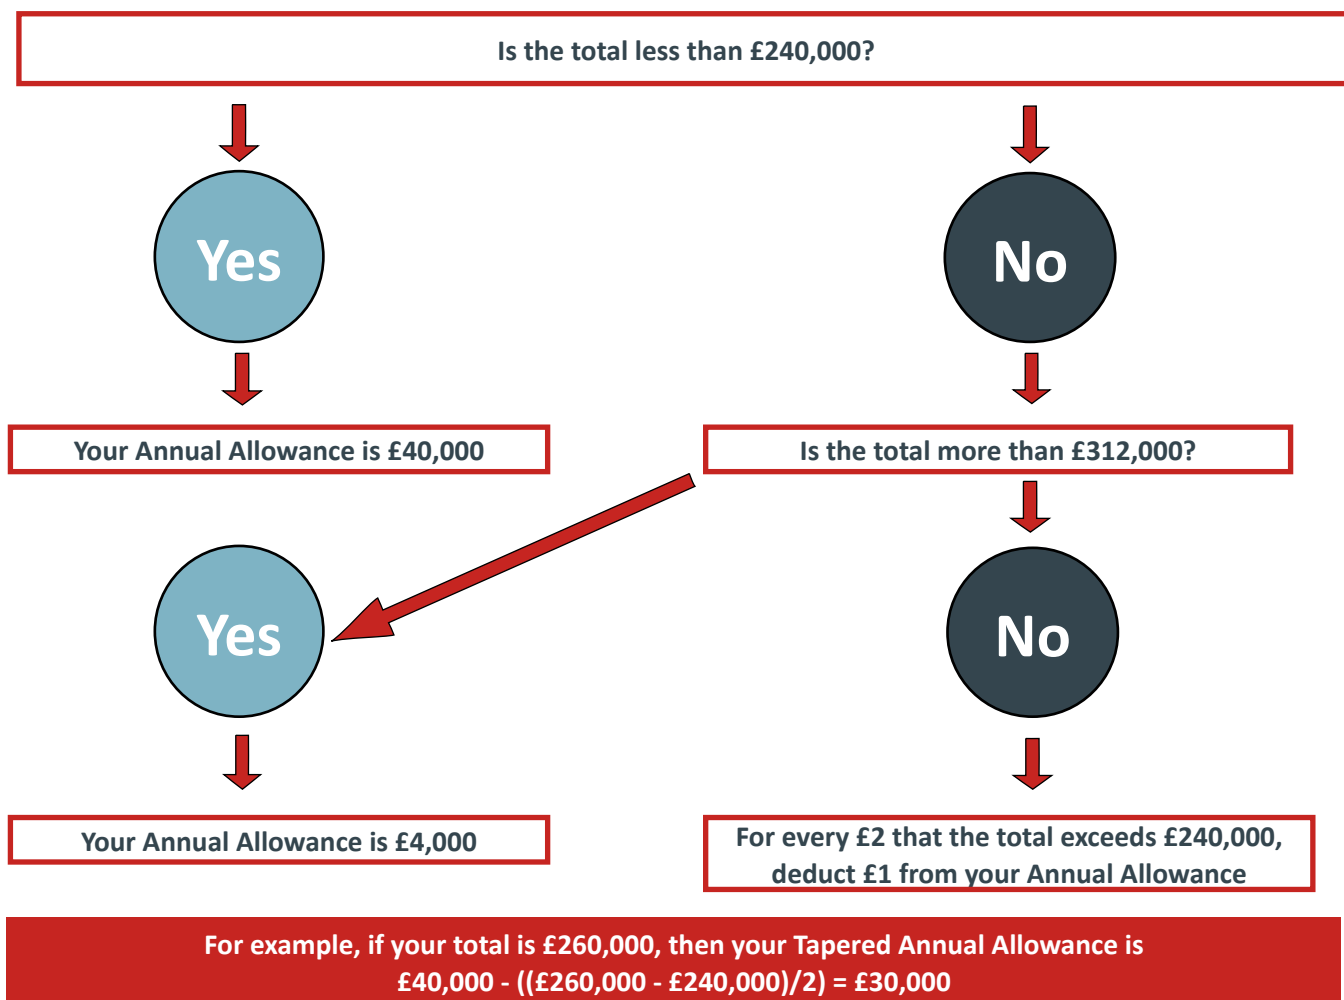 Is the total less than £240,000?
Yes
No
Your Annual Allowance is £40,000
Is the total more than £312,000?
Yes
No
Your Annual Allowance is £4,000
For every £2 that the total exceeds £240,000,
deduct £1 from your Annual Allowance
For example, if your total is £260,000, then your Tapered Annual Allowance is
£40,000 - ((£260,000 - £240,000)/2) = £30,000